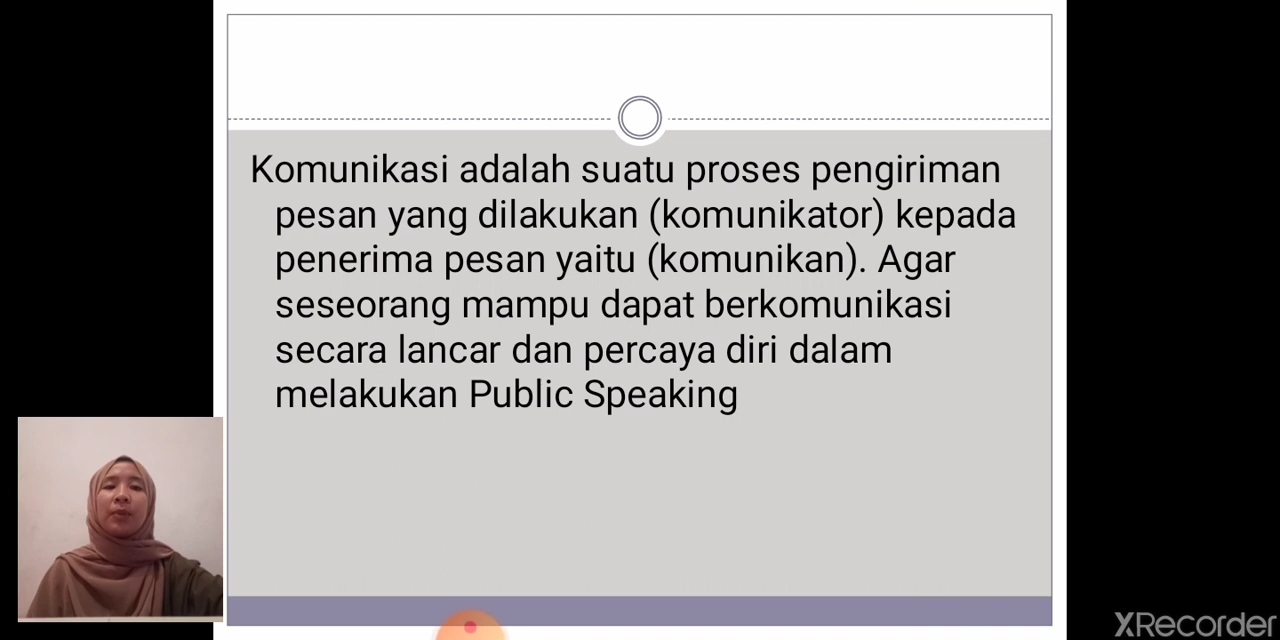 Komunikasi adalah suatu proses pengiriman
pesan yang dilakukan (komunikator) kepada
penerima pesan yaitu (komunikan). Agar
seseorang mampu dapat berkomunikasi
secara lancar dan percaya diri dalam
melakukan Public Speaking
XRecorder